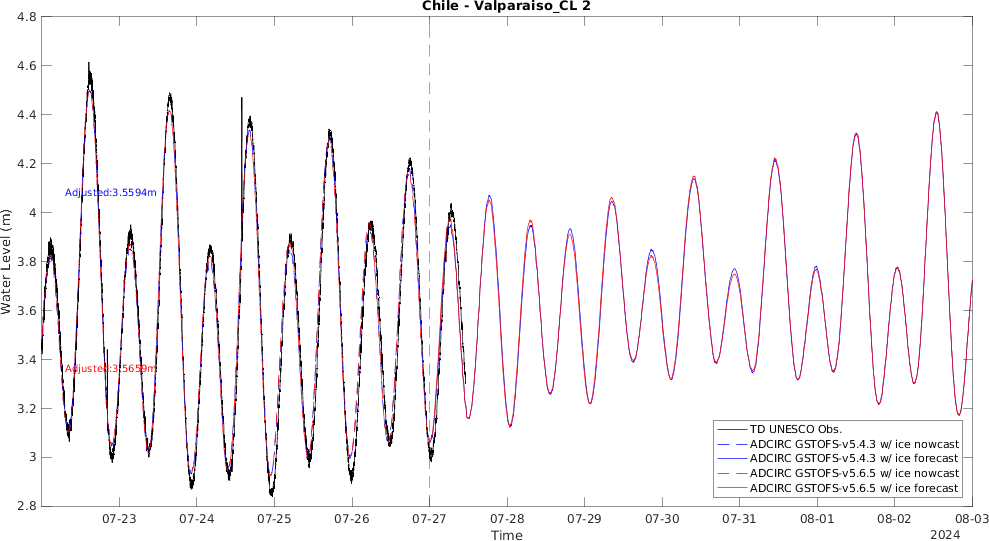 Chile - Valparaiso_CL 2
4.8
4.6
4.4
4.2
4
3.8
3.6
3.4
3.2
3
2.8
Water Level (m)
Adjusted:3.5594m
Adjusted:3.5659m
TD UNESCO Obs.
ADCIRC GSTOFS-v5.4.3 w/ ice nowcast
ADCIRC GSTOFS-v5.4.3 w/ ice forecast
ADCIRC GSTOFS-v5.6.5 w/ ice nowcast
ADCIRC GSTOFS-v5.6.5 w/ ice forecast
07-23 07-24 07-25 07-26 07-27 07-28 07-29 07-30 07-31 08-01 08-02 08-03
Time
2024